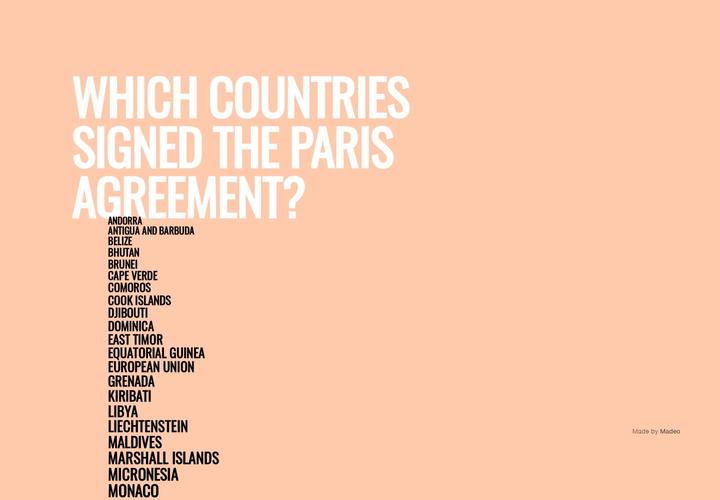 WHICH COUNTRIES
SIGNED THE PARIS
AGREEMENT?
ANDORRA
ANTIGUA AND BARBUDA
BELIZE
BHUTAN
BRUNEI
CAPE VERDE
COMOROS
COOK ISLANDS
DJIBOUTI
DOMINICA
EAST TIMOR
EQUATORIAL GUINEA
EUROPEAN UNION
GRENADA
KIRIBATI
LIBYA
LIECHTENSTEIN
Made by Madeo
MALDIVES
MARSHALL ISLANDS
MICRONESIA
MONACO